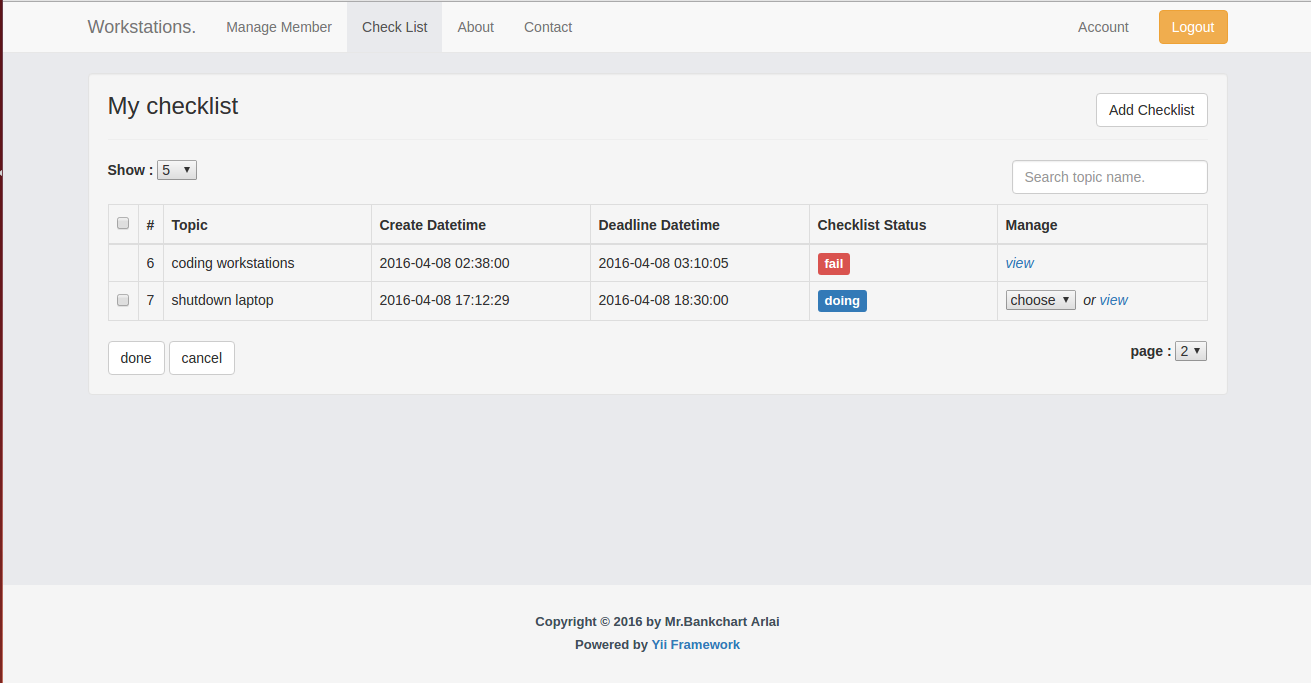 Workstations. Manage Member Check List About Contact Account Logout
My checklist Add Checklist
Show : 5 Search topic name.
# Topic Create Datetime Deadline Datetime Checklist Status Manage
6 coding workstations 2016-04-08 02:38:00 2016-04-08 03:10:05 fail view
7 shutdown laptop 2016-04-08 17:12:29 2016-04-08 18:30:00 doing choose or view
done cancel page : 2
Copyright © 2016 by Mr.Bankchart Arlai
Powered by Yii Framework